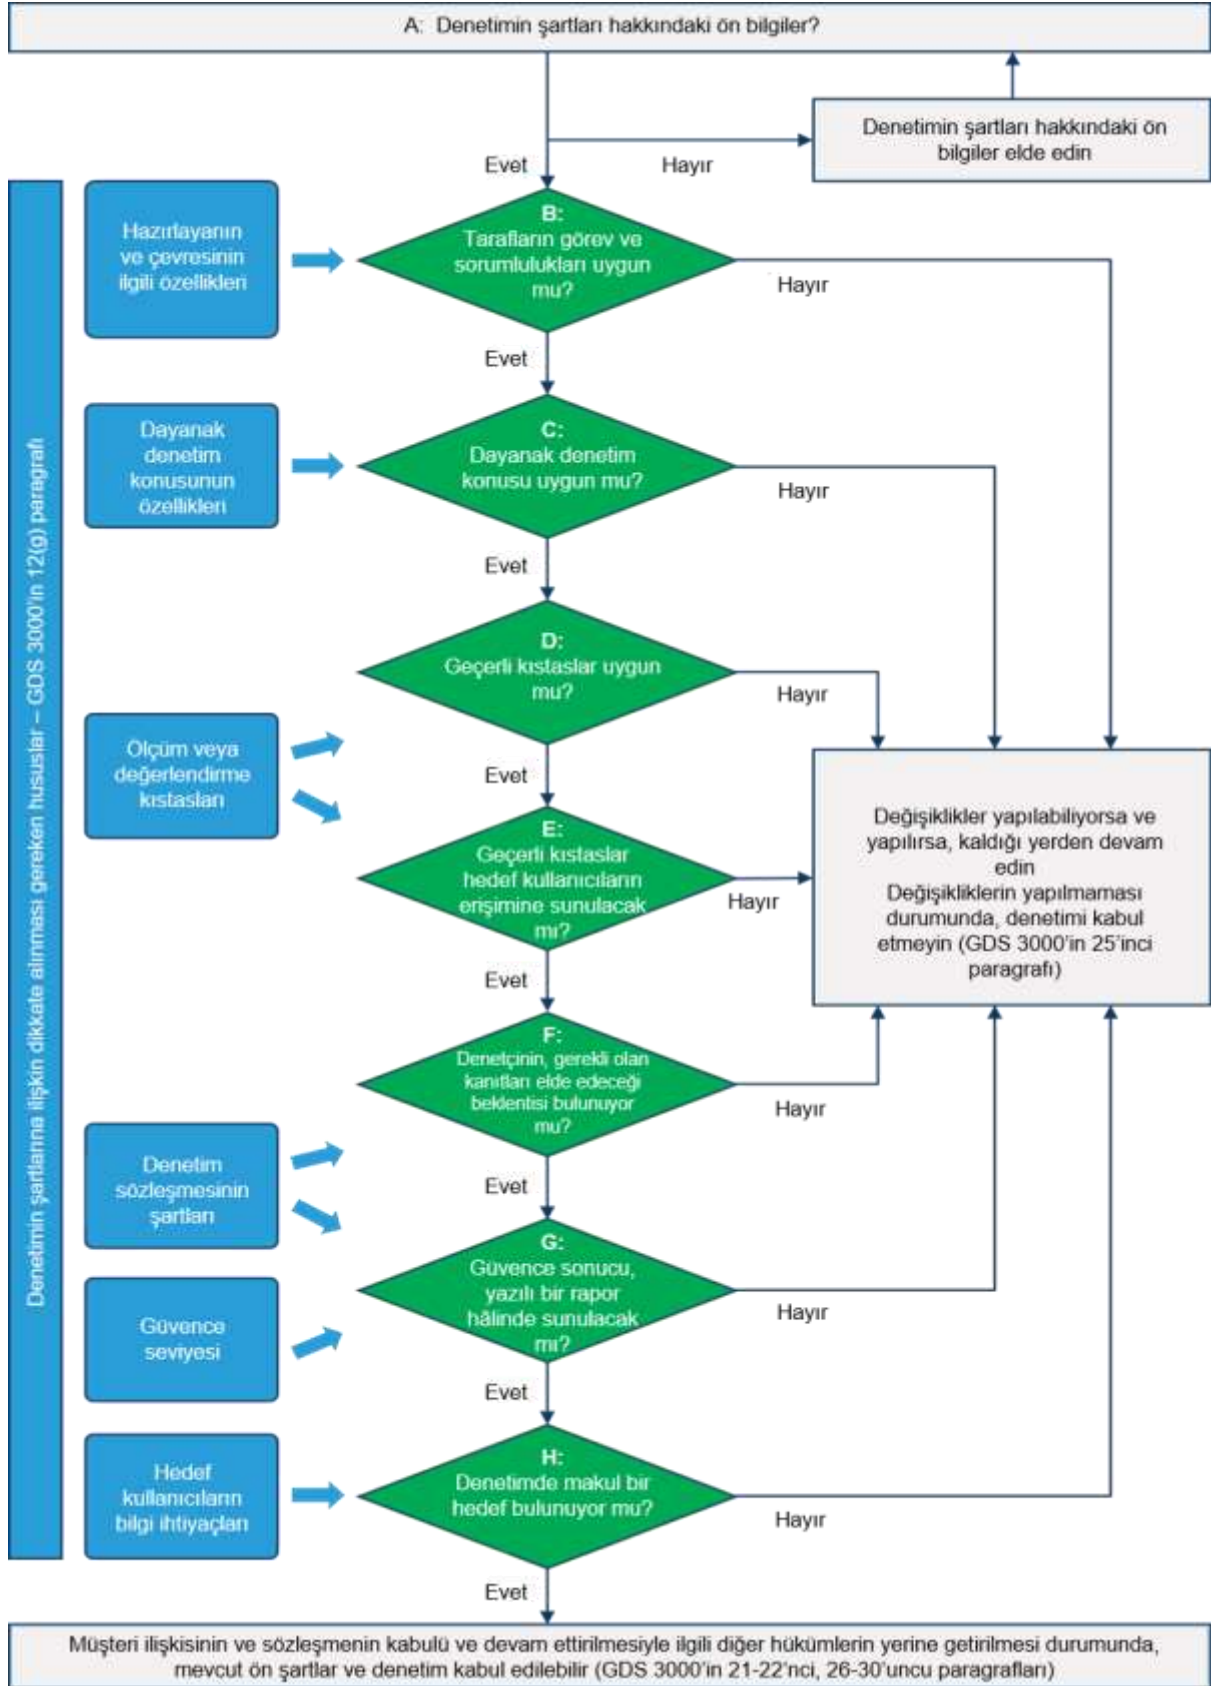 A: Denetimin şartları hakkındaki ön bilgiler?
Denetimin şartları hakkındaki ön
bilgiler elde edin
Evet
Hayır
Denetimin şartlarına ilişkin dikkate alınması gereken hususlar – GDS 3000'in 12(g) paragrafı
Hazırlayanın
ve çevresinin
ilgili özellikleri
B:
Tarafların görev ve
sorumlulukları uygun
mu?
Hayır
Evet
Dayanak
denetim
konusunun
özellikleri
C:
Dayanak denetim
konusu uygun mu?
Hayır
Evet
D:
Geçerli kıstaslar uygun
mu?
Hayır
Ölçüm veya
değerlendirme
kıstasları
Evet
E:
Geçerli kıstaslar
hedef kullanıcıların
erişimine sunulacak
mı?
Hayır
Değişiklikler yapılabiliyorsa ve
yapılırsa, kaldığı yerden devam
edin
Değişikliklerin yapılmaması
durumunda, denetimi kabul
etmeyin (GDS 3000'in 25'inci
paragrafı)
Evet
F:
Denetçinin, gerekli olan
kanıtları elde edeceği
beklentisi bulunuyor
mu?
Hayır
Denetim
sözleşmesinin
şartları
Evet
G:
Güvence sonucu,
yazılı bir rapor
hâlinde sunulacak
mı?
Hayır
Güvence
seviyesi
Evet
Hedef
kullanıcıların
bilgi ihtiyaçları
H:
Denetimde makul bir
hedef bulunuyor mu?
Hayır
Evet
Müşteri ilişkisinin ve sözleşmenin kabulü ve devam ettirilmesiyle ilgili diğer hükümlerin yerine getirilmesi durumunda,
mevcut ön şartlar ve denetim kabul edilebilir (GDS 3000'in 21-22'nci, 26-30'uncu paragrafları)